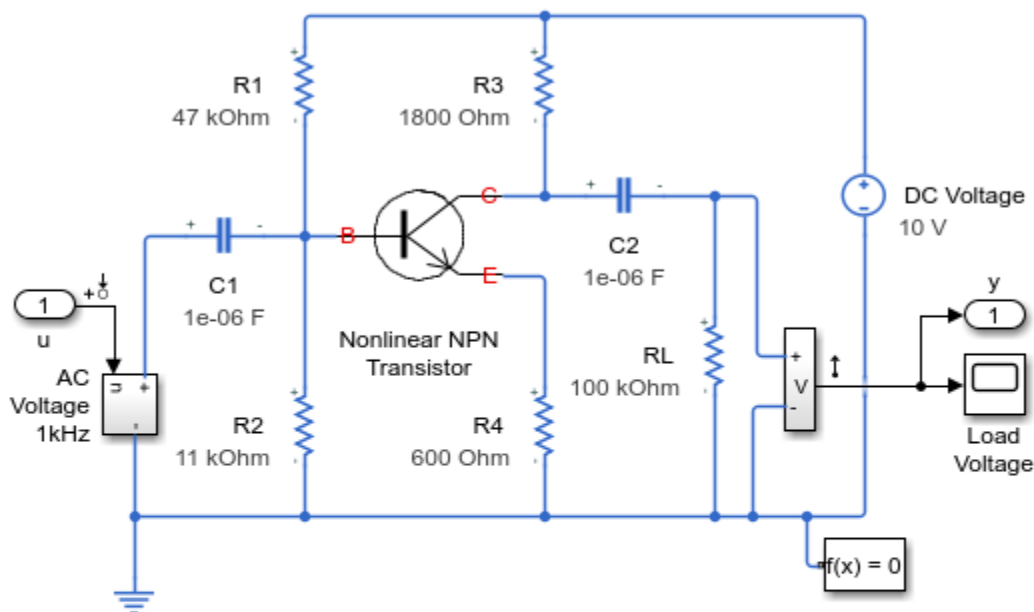 R1
47 kOhm
R3
1800 Ohm
+
-
+
-
DC Voltage
10 V
+
-
C1
1e-06 F
B
C
E
+
-
C2
1e-06 F
Nonlinear NPN
Transistor
1
u
+
AC
Voltage
1kHz
u
+
-
R2
11 kOhm
+
-
R4
600 Ohm
+
-
RL
100 kOhm
+
-
+
V
-
y
1
Load
Voltage
f(x) = 0
+
-